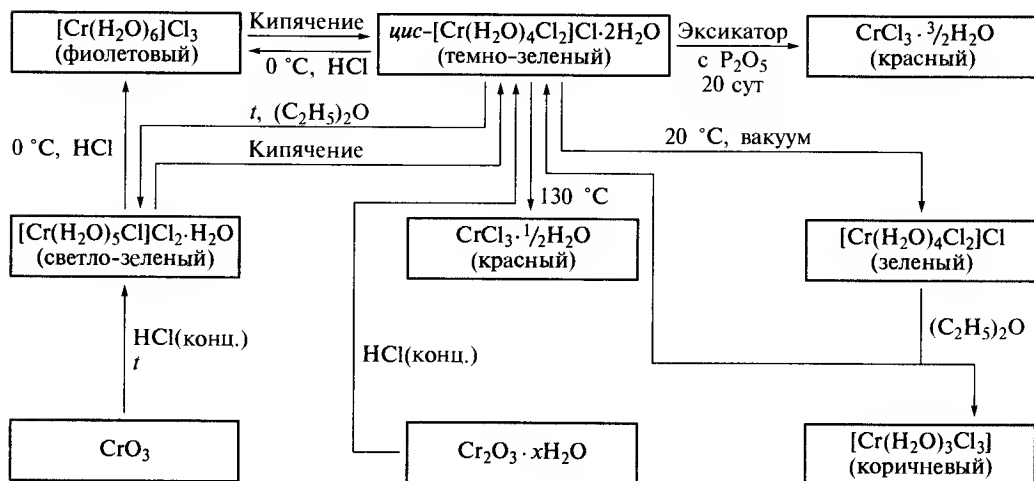 [Cr(H₂O)₆]Cl₃
(фиолетовый)
Кипячение
0 °C, HCl
цис–[Cr(H₂O)₄Cl₂]Cl·2H₂O
(темно-зеленый)
Эксикатор
с P₂O₅
20 сут
CrCl₃·³/₂H₂O
(красный)
0 °C, HCl
t, (C₂H₅)₂O
Кипячение
20 °C, вакуум
130 °C
[Cr(H₂O)₅Cl]Cl₂·H₂O
(светло-зеленый)
CrCl₃·¹/₂H₂O
(красный)
[Cr(H₂O)₄Cl₂]Cl
(зеленый)
HCl(конц.)
t
HCl(конц.)
(C₂H₅)₂O
CrO₃
Cr₂O₃·xH₂O
[Cr(H₂O)₃Cl₃]
(коричневый)